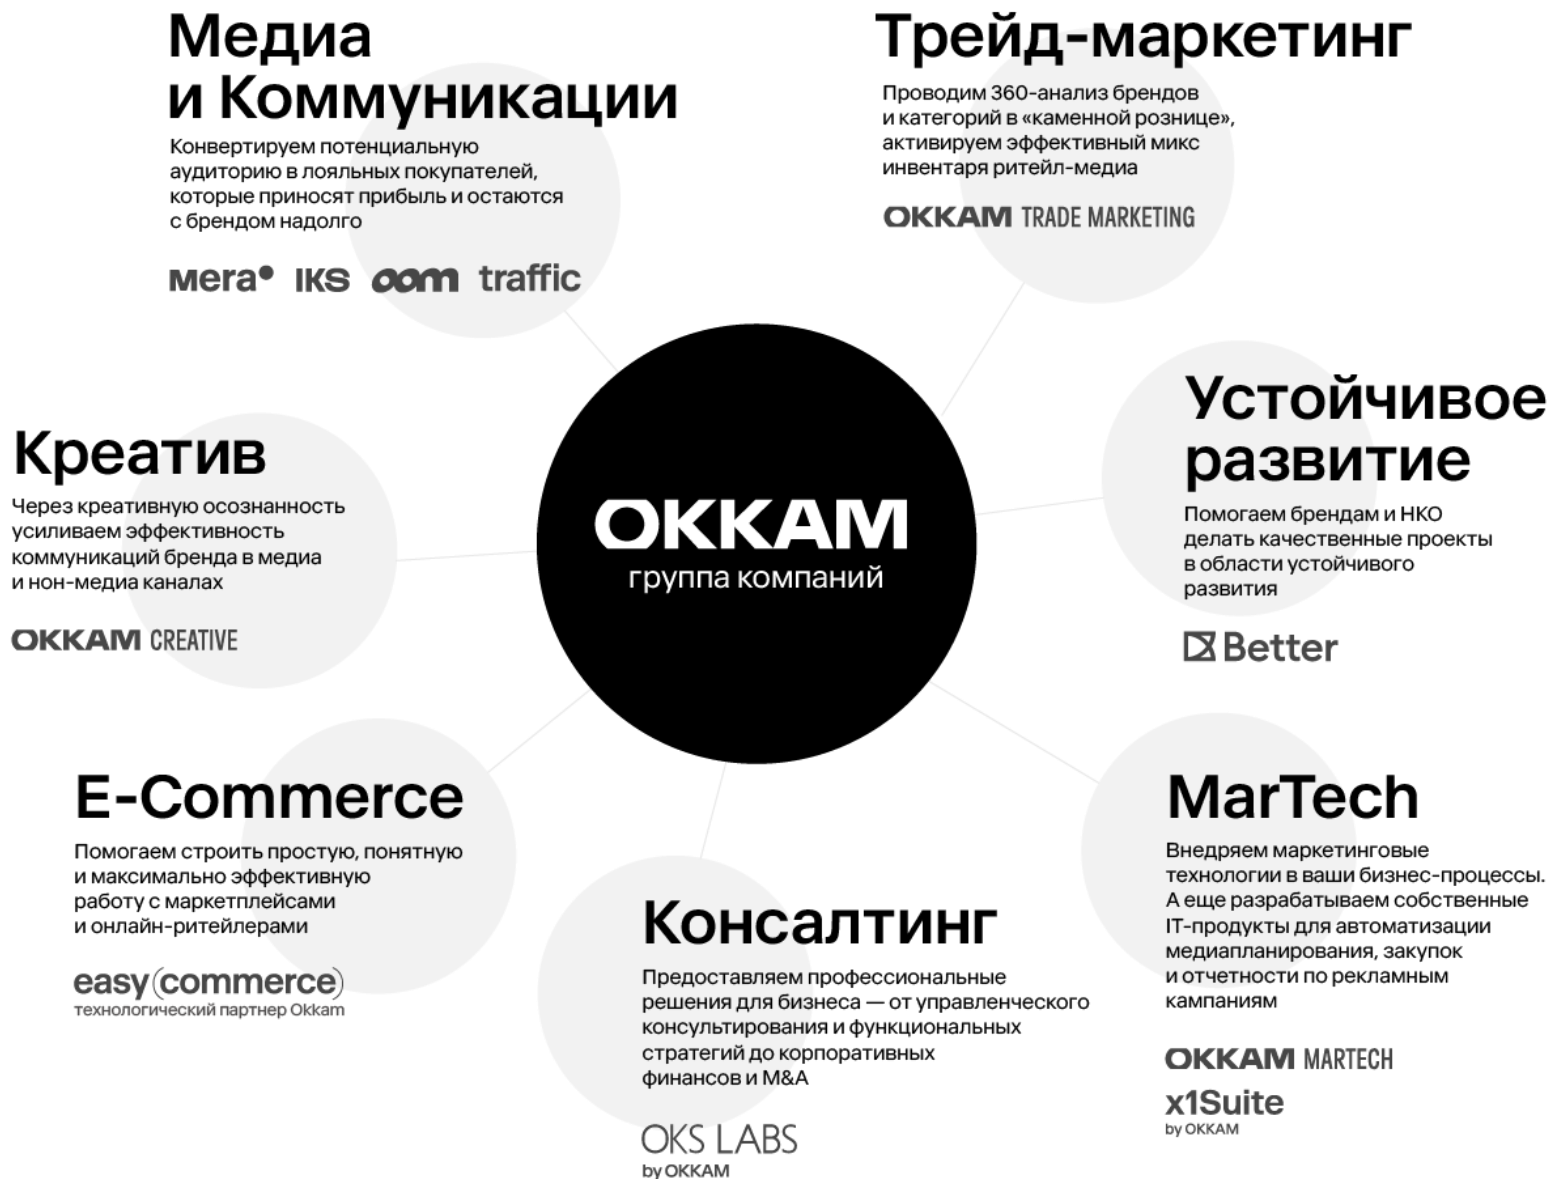 Медиа
и Коммуникации
Конвертируем потенциальную
аудиторию в лояльных покупателей,
которые приносят прибыль и остаются
с брендом надолго
мега IKS oom traffic
Трейд-маркетинг
Проводим 360-анализ брендов
и категорий в «каменной рознице»,
активируем эффективный микс
инвентаря ритейл-медиа
OKKAM TRADE MARKETING
Креатив
Через креативную осознанность
усиливаем эффективность
коммуникаций бренда в медиа
и нон-медиа каналах
OKKAM CREATIVE
OKKAM
группа компаний
Устойчивое
развитие
Помогаем брендам и НКО
делать качественные проекты
в области устойчивого
развития
Better
E-Commerce
Помогаем строить простую, понятную
и максимально эффективную
работу с маркетплейсами
и онлайн-ритейлерами
easy(commerce)
технологический партнер Okkam
Консалтинг
Предоставляем профессиональные
решения для бизнеса — от управленческого
консультирования и функциональных
стратегий до корпоративных
финансов и M&A
OKS LABS
by OKKAM
MarTech
Внедряем маркетинговые
технологии в ваши бизнес-процессы.
А еще разрабатываем собственные
IT-продукты для автоматизации
медиапланирования, закупок
и отчетности по рекламным
кампаниям
OKKAM MARTECH
x1Suite
by OKKAM